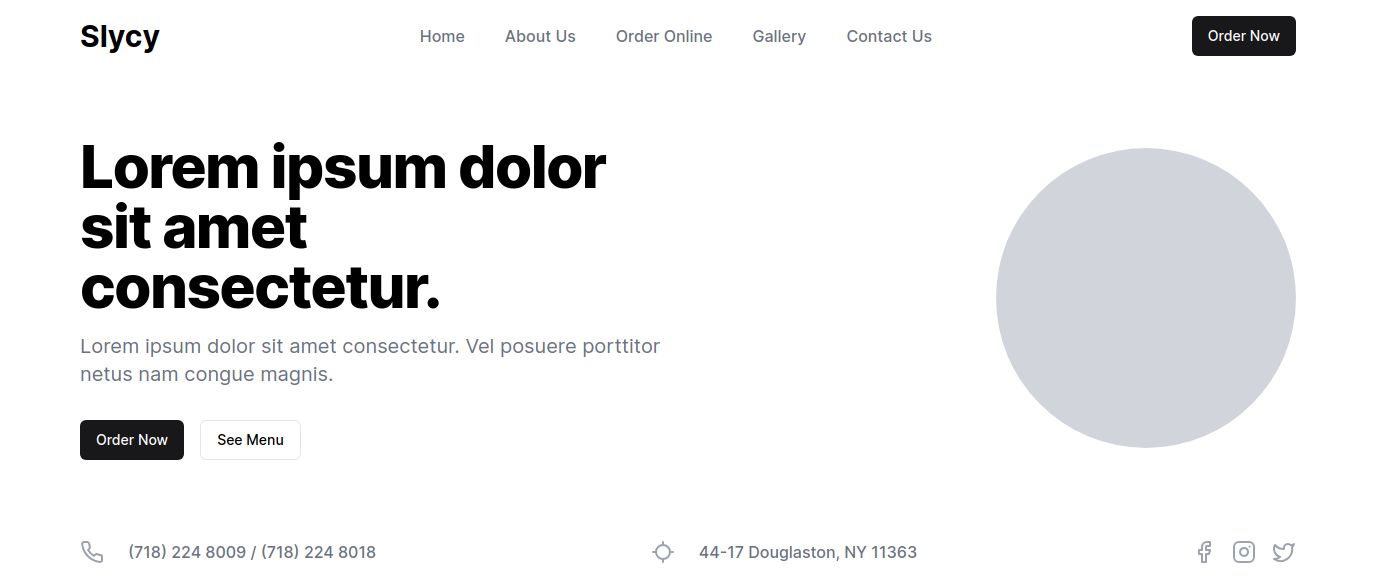 Slycy
Home About Us Order Online Gallery Contact Us
Order Now
Lorem ipsum dolor
sit amet
consectetur.
Lorem ipsum dolor sit amet consectetur. Vel posuere porttitor
netus nam congue magnis.
Order Now
See Menu
(718) 224 8009 / (718) 224 8018
44-17 Douglaston, NY 11363